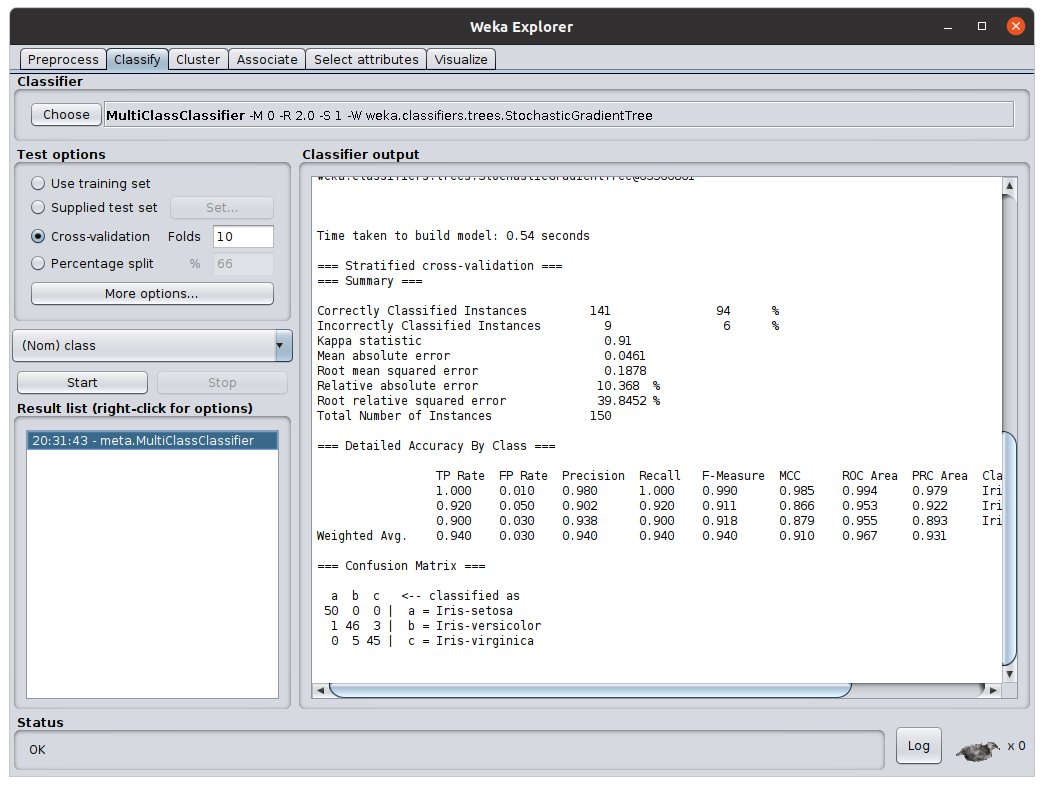 Weka Explorer
Preprocess Classify Cluster Associate Select attributes Visualize
Classifier
Choose MultiClassClassifier -M 0 -R 2.0 -S 1 -W weka.classifiers.trees.StochasticGradientTree
Test options
Use training set
Supplied test set Set...
Cross-validation Folds 10
Percentage split % 66
More options...
(Nom) class
Start Stop
Result list (right-click for options)
20:31:43 - meta.MultiClassClassifier
Classifier output
Time taken to build model: 0.54 seconds
=== Stratified cross-validation ===
=== Summary ===
Correctly Classified Instances 141 94 %
Incorrectly Classified Instances 9 6 %
Kappa statistic 0.91
Mean absolute error 0.0461
Root mean squared error 0.1878
Relative absolute error 10.368 %
Root relative squared error 39.8452 %
Total Number of Instances 150
=== Detailed Accuracy By Class ===
TP Rate FP Rate Precision Recall F-Measure MCC ROC Area PRC Area Cla
1.000 0.010 0.980 1.000 0.990 0.985 0.994 0.979 Iri
0.920 0.050 0.902 0.920 0.911 0.866 0.953 0.922 Iri
0.900 0.030 0.938 0.900 0.918 0.879 0.955 0.893 Iri
Weighted Avg. 0.940 0.030 0.940 0.940 0.940 0.910 0.967 0.931
=== Confusion Matrix ===
a b c <-- classified as
50 0 0 | a = Iris-setosa
1 46 3 | b = Iris-versicolor
0 5 45 | c = Iris-virginica
Status
OK
Log x 0